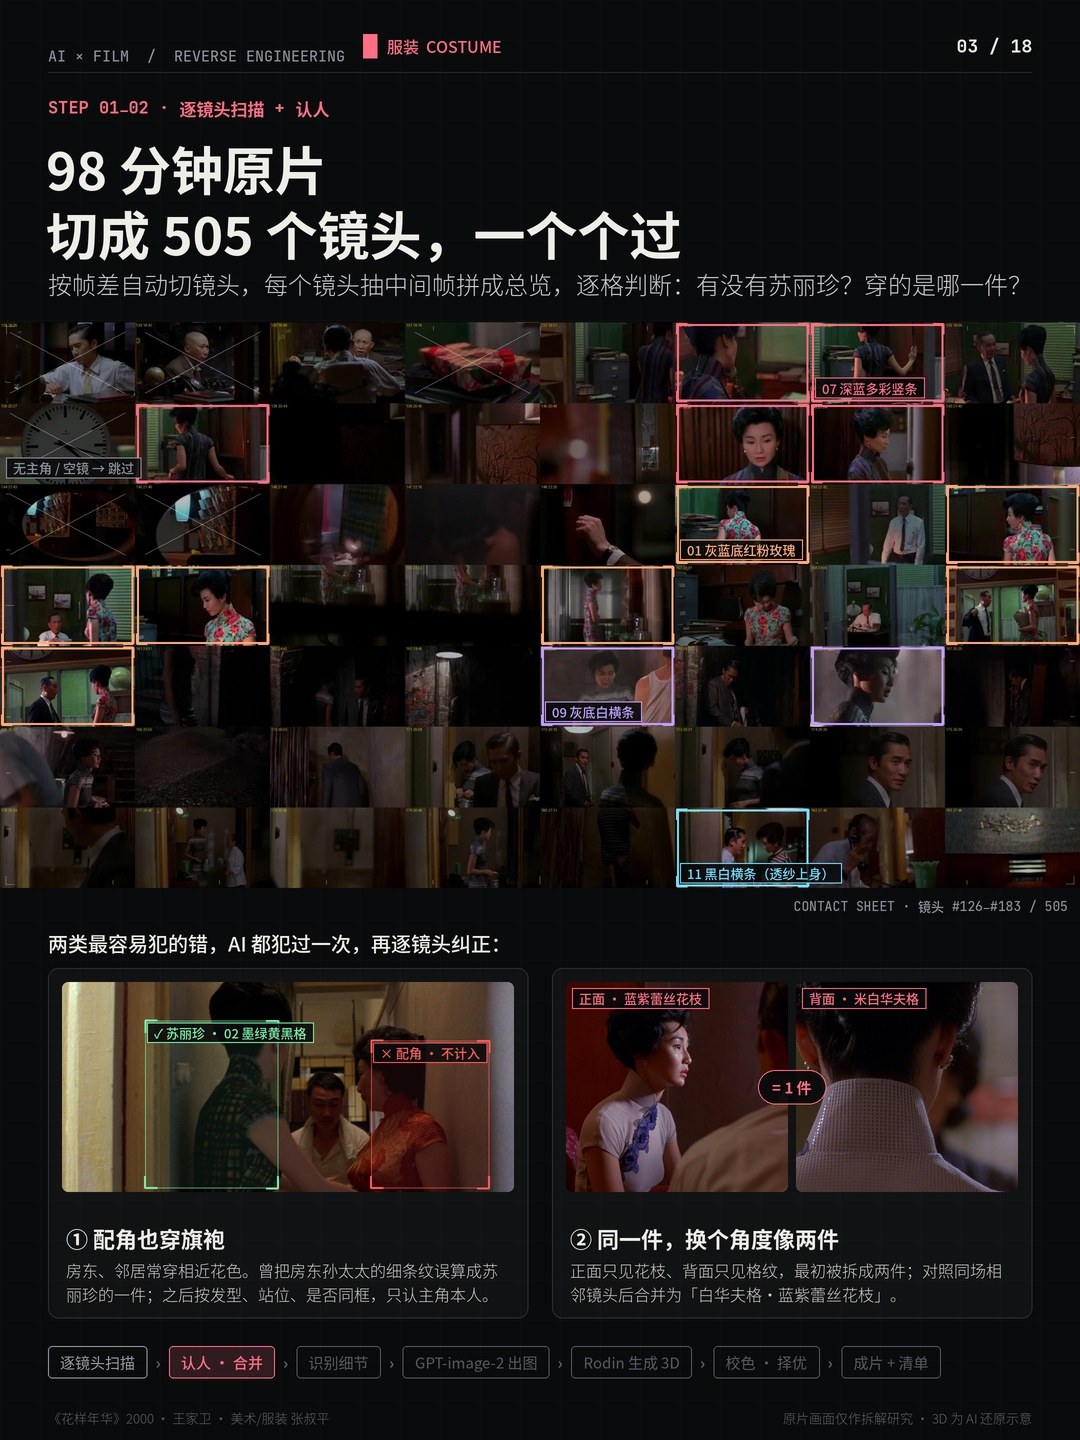 AI × FILM / REVERSE ENGINEERING 服装 COSTUME 03 / 18
STEP 01—02 · 逐镜头扫描 + 认人
98 分钟原片
切成 505 个镜头，一个个过
按帧差自动切镜头，每个镜头抽中间帧拼成总览，逐格判断：有没有苏丽珍？穿的是哪一件？
07 深蓝多彩竖条
无主角 / 空镜 → 跳过
01 灰蓝底红粉玫瑰
09 灰底白横条
11 黑白横条（透纱上身）
CONTACT SHEET · 镜头 #126—#183 / 505
两类最容易犯的错，AI 都犯过一次，再逐镜头纠正：
✓ 苏丽珍 · 02 墨绿黄黑格
× 配角 · 不计入
正面 · 蓝紫蕾丝花枝
背面 · 米白华夫格
= 1 件
① 配角也穿旗袍
房东、邻居常穿相近花色。曾把房东孙太太的细条纹误算成苏
丽珍的一件；之后按发型、站位、是否同框，只认主角本人。
② 同一件，换个角度像两件
正面只见花枝、背面只见格纹，最初被拆成两件；对照同场相
邻镜头后合并为「白华夫格·蓝紫蕾丝花枝」。
逐镜头扫描 › 认人 · 合并 › 识别细节 › GPT-image-2 出图 › Rodin 生成 3D › 校色 · 择优 › 成片 + 清单
《花样年华》2000 · 王家卫 · 美术/服装 张叔平
原片画面仅作拆解研究 · 3D 为 AI 还原示意